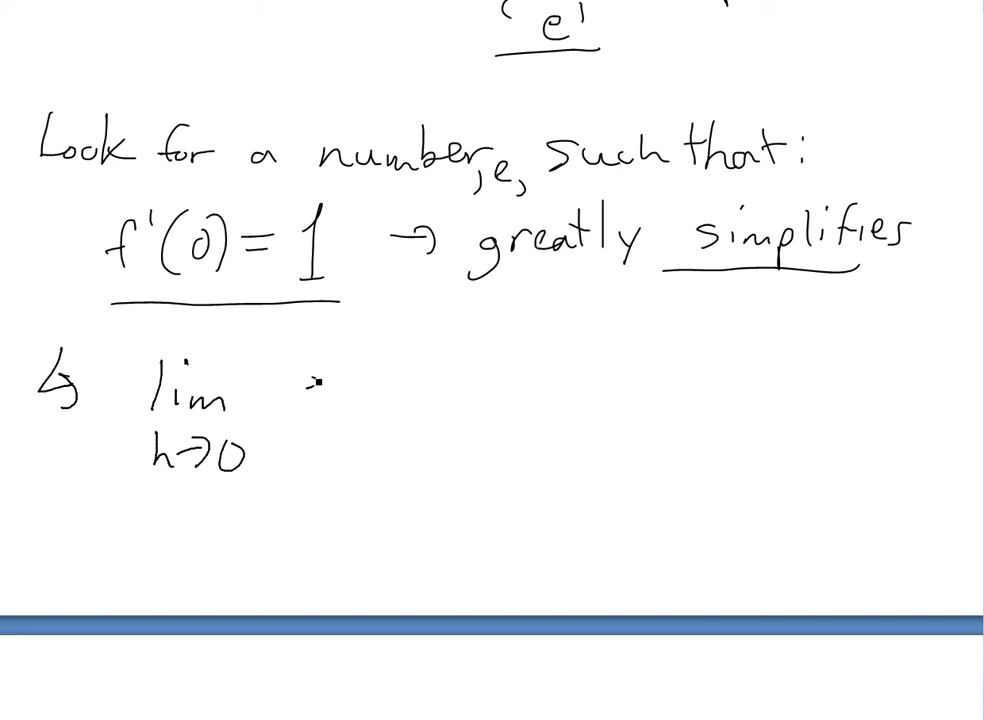 (e)
Look for a number, e, such that:
f'(0) = 1 → greatly simplifies
↳ lim
h→0